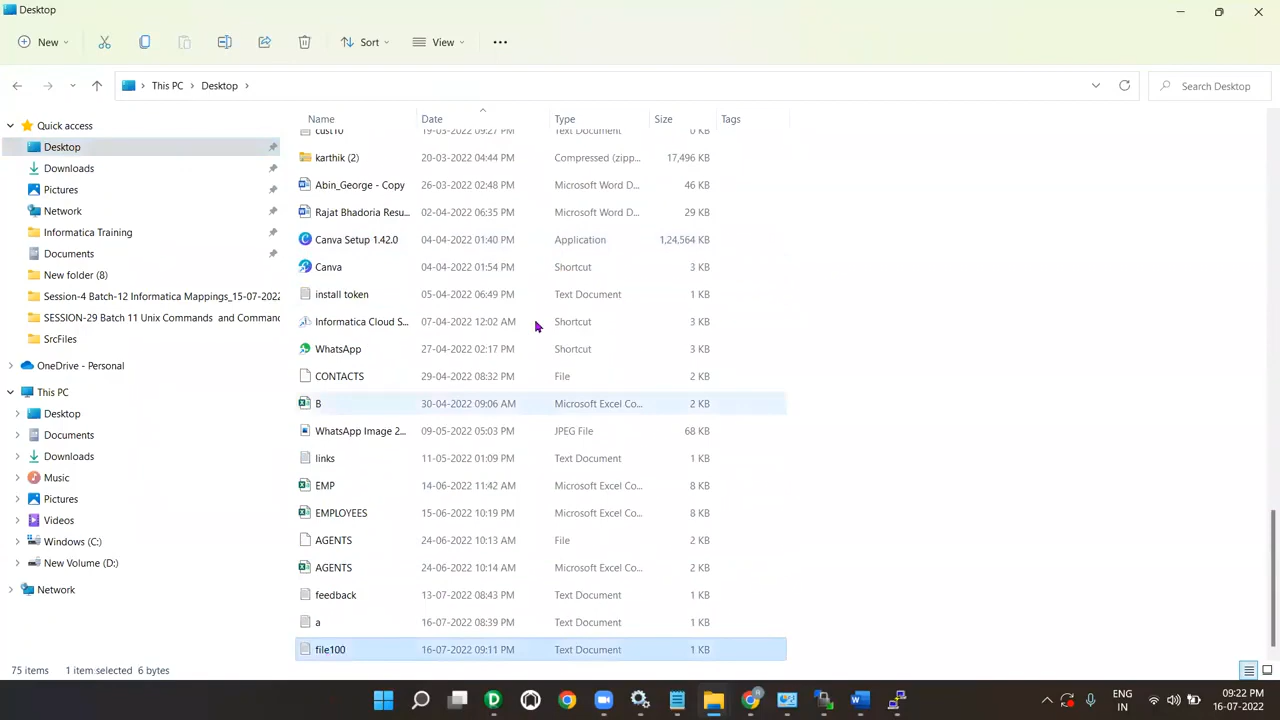 Desktop
New
Sort
View
This PC
Desktop
Search Desktop
Quick access
Desktop
Downloads
Pictures
Network
Informatica Training
Documents
New folder (8)
Session-4 Batch-12 Informatica Mappings_15-07-2022
SESSION-29 Batch 11 Unix Commands and Command
SrcFiles
OneDrive - Personal
This PC
Desktop
Documents
Downloads
Music
Pictures
Videos
Windows (C:)
New Volume (D:)
Network
Name Date Type Size Tags
cust10 19-03-2022 09:27 PM Text Document 0 KB
karthik (2) 20-03-2022 04:44 PM Compressed (zipp... 17,496 KB
Abin_George - Copy 26-03-2022 02:48 PM Microsoft Word D... 46 KB
Rajat Bhadoria Resu... 02-04-2022 06:35 PM Microsoft Word D... 29 KB
Canva Setup 1.42.0 04-04-2022 01:40 PM Application 1,24,564 KB
Canva 04-04-2022 01:54 PM Shortcut 3 KB
install token 05-04-2022 06:49 PM Text Document 1 KB
Informatica Cloud S... 07-04-2022 12:02 AM Shortcut 3 KB
WhatsApp 27-04-2022 02:17 PM Shortcut 3 KB
CONTACTS 29-04-2022 08:32 PM File 2 KB
B 30-04-2022 09:06 AM Microsoft Excel Co... 2 KB
WhatsApp Image 2... 09-05-2022 05:03 PM JPEG File 68 KB
links 11-05-2022 01:09 PM Text Document 1 KB
EMP 14-06-2022 11:42 AM Microsoft Excel Co... 8 KB
EMPLOYEES 15-06-2022 10:19 PM Microsoft Excel Co... 8 KB
AGENTS 24-06-2022 10:13 AM File 2 KB
AGENTS 24-06-2022 10:14 AM Microsoft Excel Co... 2 KB
feedback 13-07-2022 08:43 PM Text Document 1 KB
a 16-07-2022 08:39 PM Text Document 1 KB
file100 16-07-2022 09:11 PM Text Document 1 KB
75 items 1 item selected 6 bytes
ENG
IN
09:22 PM
16-07-2022